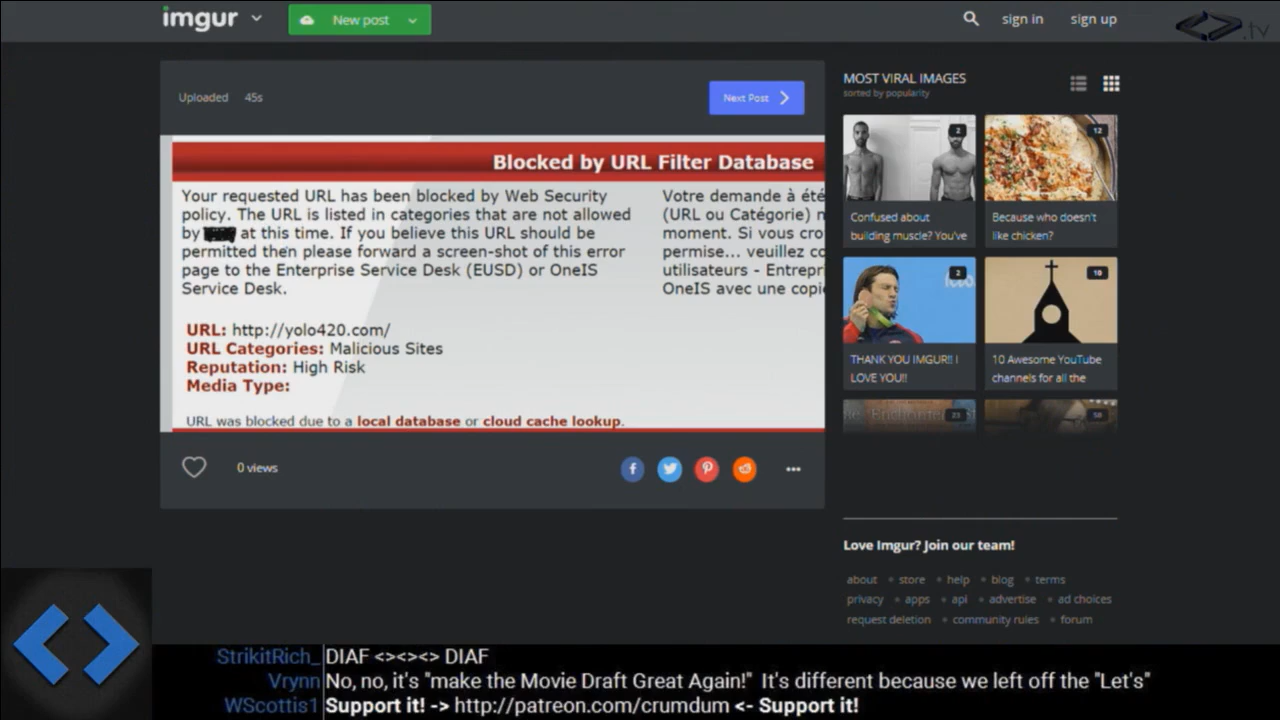 imgur
New post
sign in
sign up
.tv
Uploaded 45s
Next Post
Blocked by URL Filter Database
Your requested URL has been blocked by Web Security
policy. The URL is listed in categories that are not allowed
by at this time. If you believe this URL should be
permitted then please forward a screen-shot of this error
page to the Enterprise Service Desk (EUSD) or OneIS
Service Desk.
Votre demande à été
(URL ou Catégorie) n
moment. Si vous cro
permise... veuillez co
utilisateurs - Entrepri
OneIS avec une copi
URL: http://yolo420.com/
URL Categories: Malicious Sites
Reputation: High Risk
Media Type:
URL was blocked due to a local database or cloud cache lookup.
0 views
MOST VIRAL IMAGES
sorted by popularity
2
Confused about
building muscle? You've
12
Because who doesn't
like chicken?
2
THANK YOU IMGUR!! I
LOVE YOU!!
10
10 Awesome YouTube
channels for all the
23
50
Love Imgur? Join our team!
about • store • help • blog • terms
privacy • apps • api • advertise • ad choices
request deletion • community rules • forum
StrikitRich_ DIAF <><><> DIAF
Vrynn No, no, it's "make the Movie Draft Great Again!" It's different because we left off the "Let's"
WScottis1 Support it! -> http://patreon.com/crumdum <- Support it!